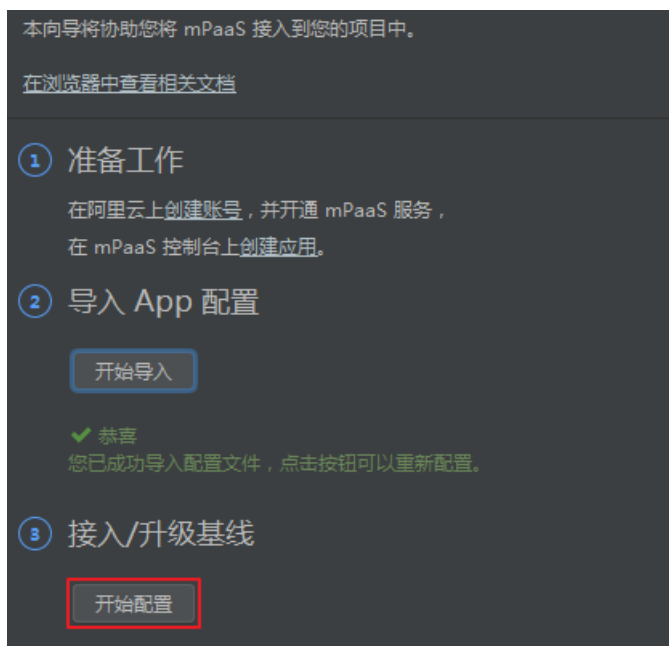 本向导将协助您将 mPaaS 接入到您的项目中。
在浏览器中查看相关文档
1 准备工作
在阿里云上创建账号，并开通 mPaaS 服务，
在 mPaaS 控制台上创建应用。
2 导入 App 配置
开始导入
✔ 恭喜
您已成功导入配置文件，点击按钮可以重新配置。
3 接入/升级基线
开始配置